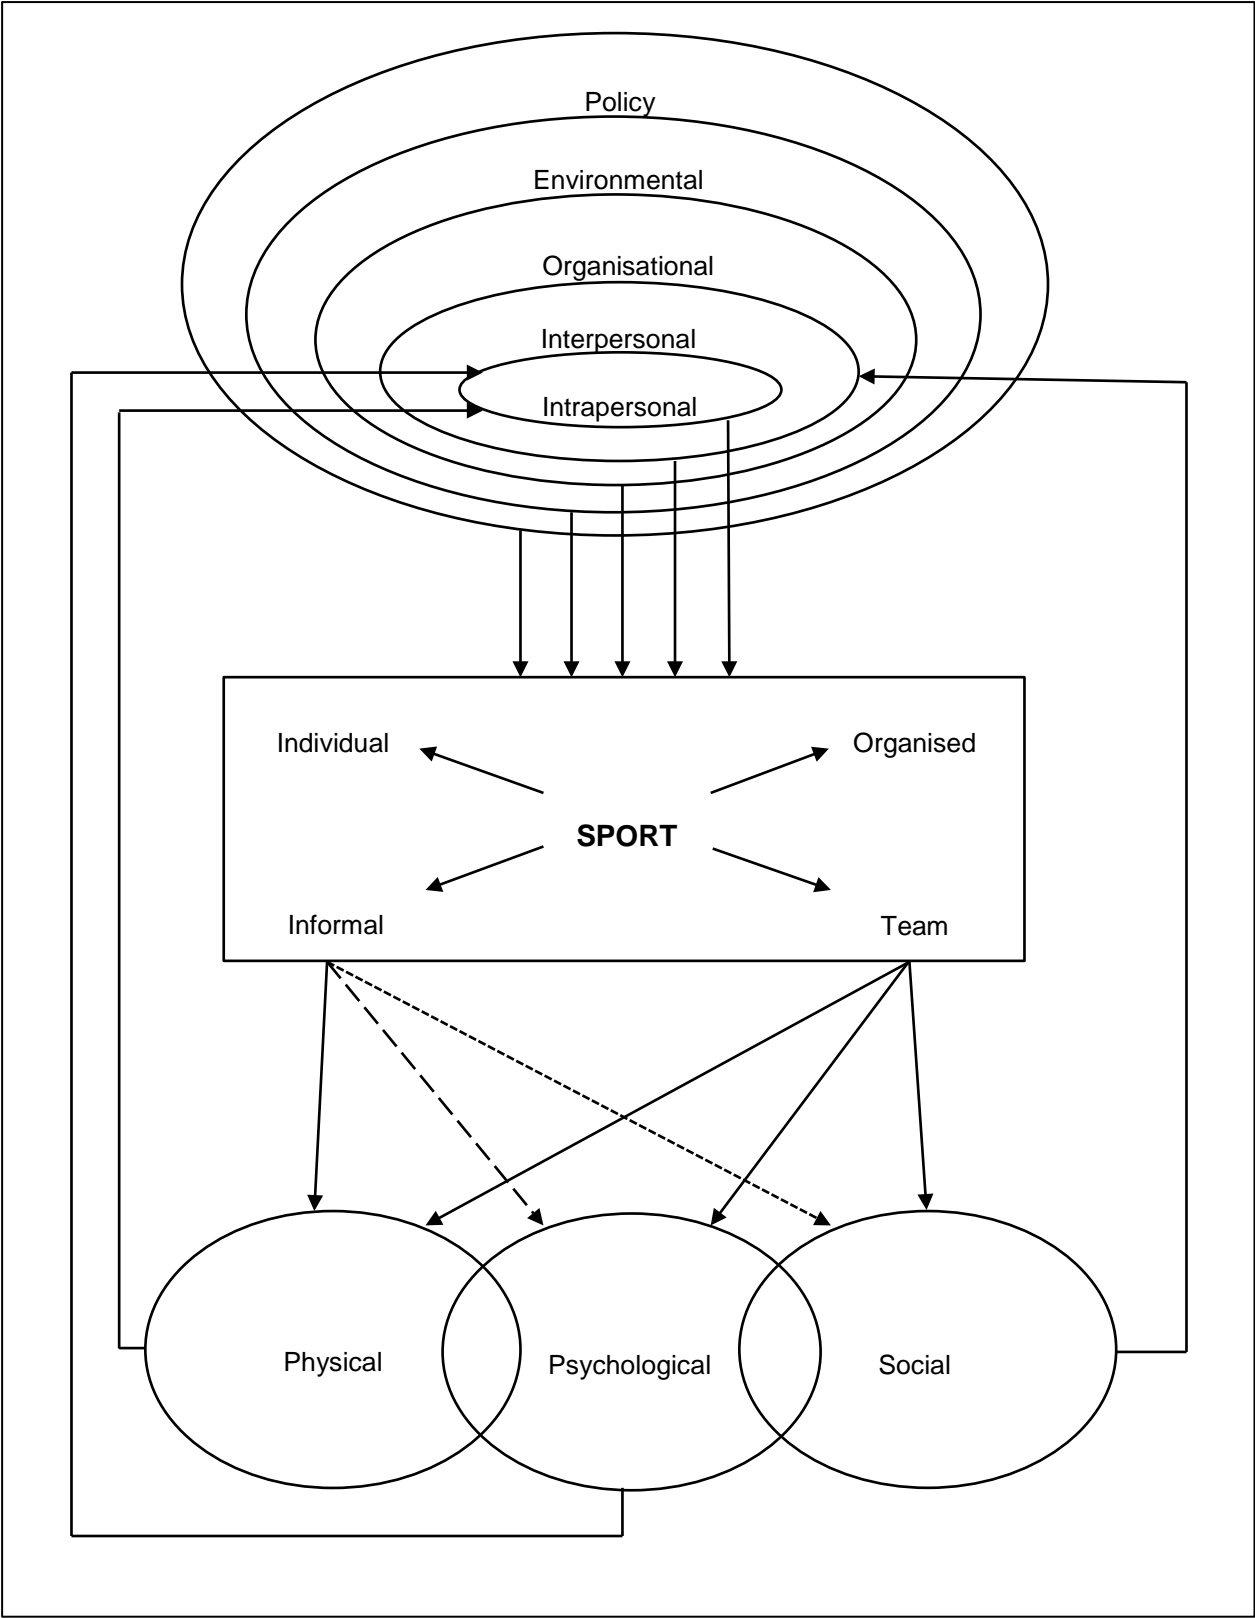 Policy
Environmental
Organisational
Interpersonal
Intrapersonal
Individual
Organised
SPORT
Informal
Team
Physical
Psychological
Social